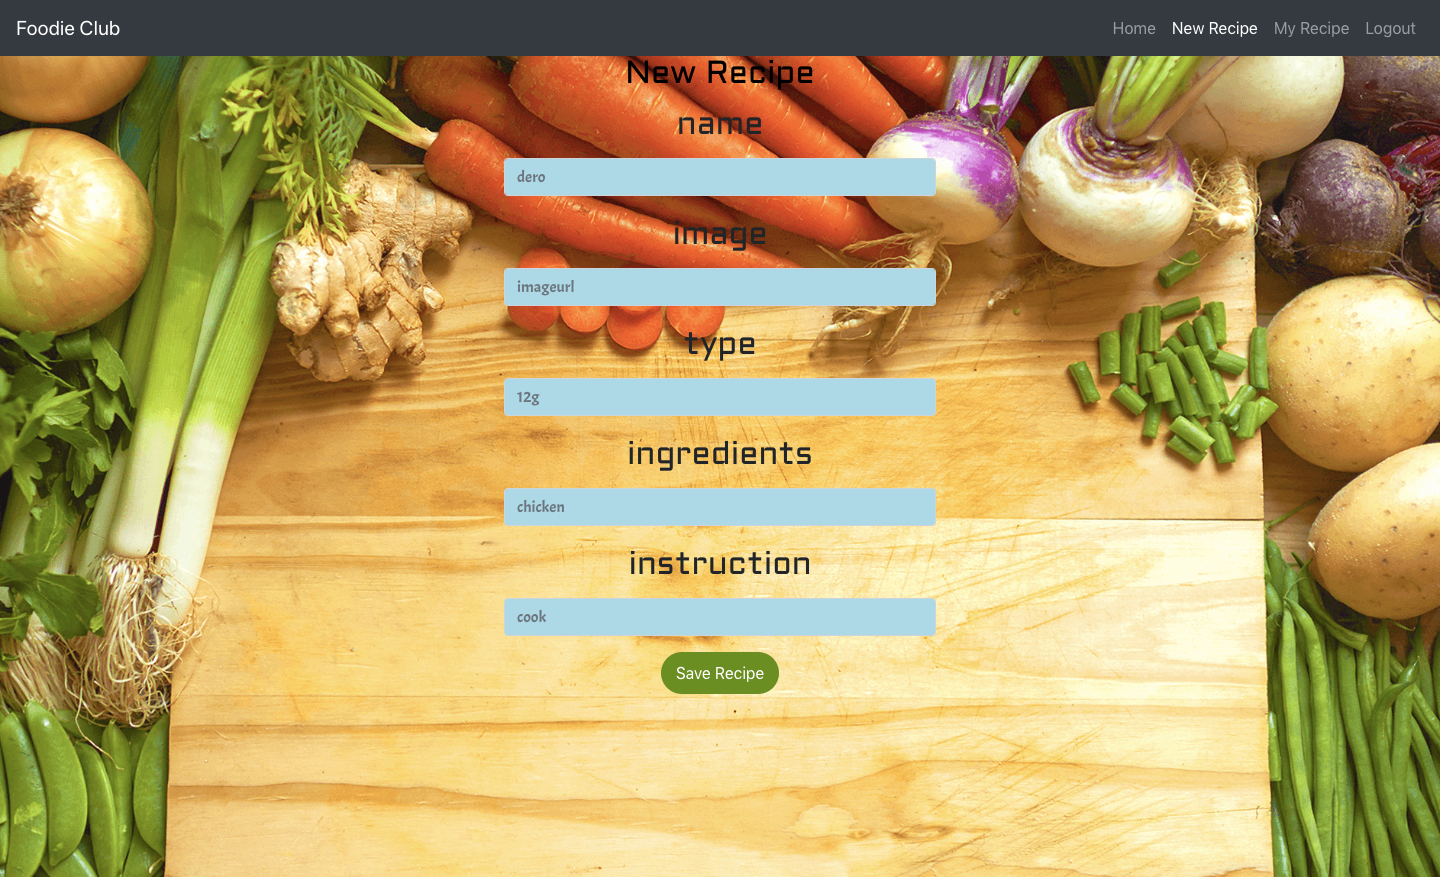 Foodie Club
Home New Recipe My Recipe Logout
New Recipe
name
dero
image
imageurl
type
12g
ingredients
chicken
instruction
cook
Save Recipe